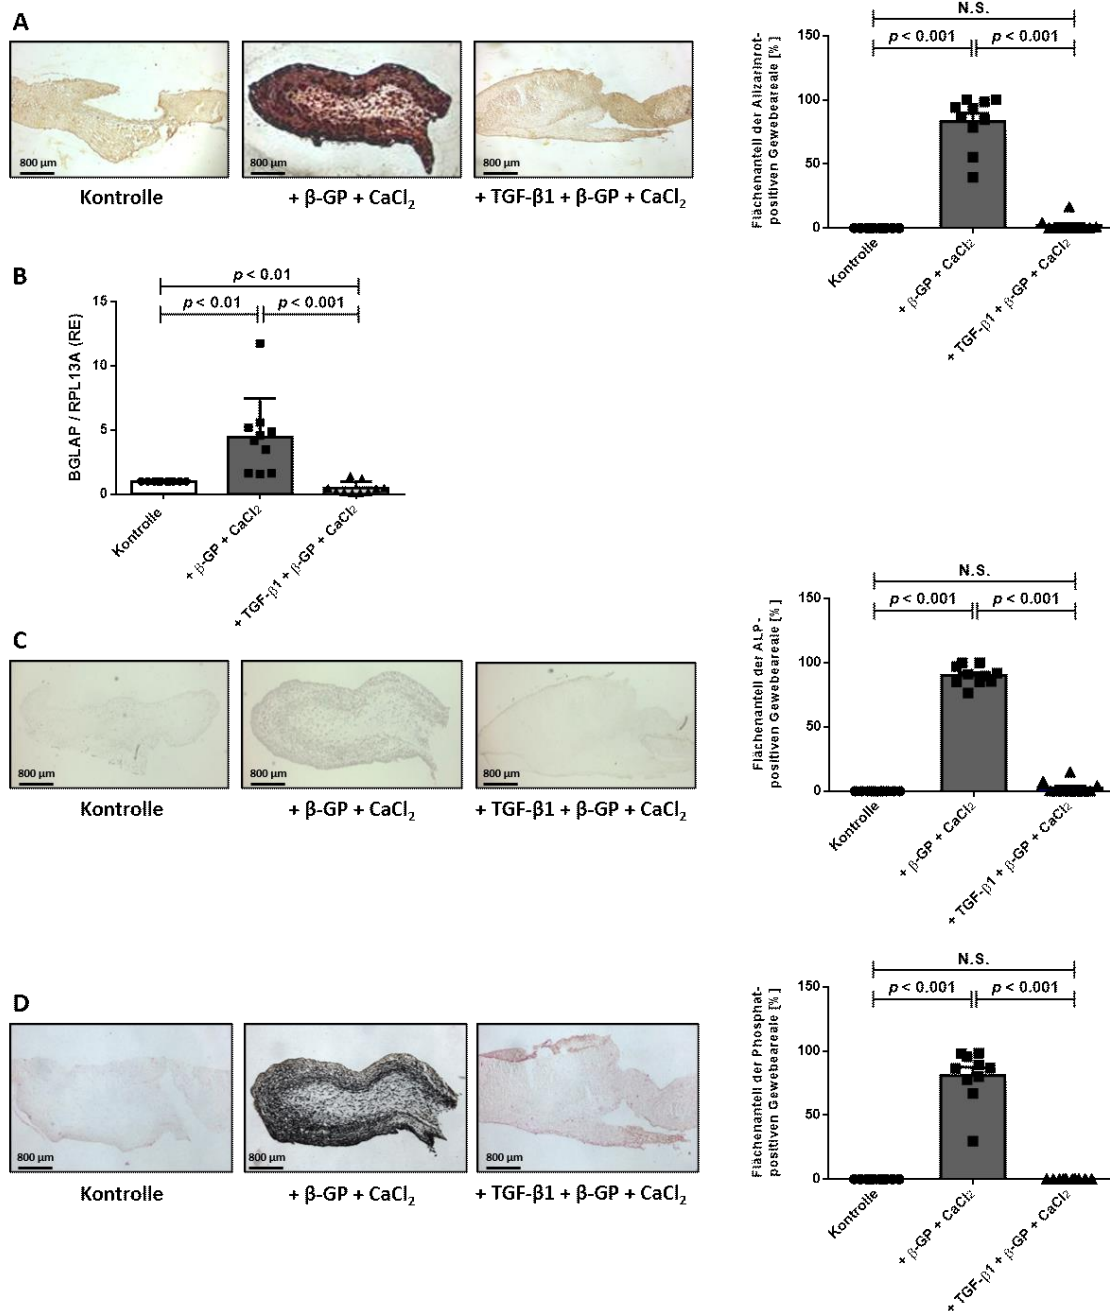 A
800 µm
800 µm
800 µm
Kontrolle
+ β-GP + CaCl₂
+ TGF-β1 + β-GP + CaCl₂
N.S.
p < 0.001
p < 0.001
Flächenanteil der Alizarinrot-
positiven Gewebeareale [%]
150
100
50
0
Kontrolle
+ β-GP + CaCl₂
+ TGF-β1 + β-GP + CaCl₂
B
p < 0.01
p < 0.01
p < 0.001
BGLAP / RPL13A (RE)
15
10
5
0
Kontrolle
+ β-GP + CaCl₂
+ TGF-β1 + β-GP + CaCl₂
C
800 µm
800 µm
800 µm
Kontrolle
+ β-GP + CaCl₂
+ TGF-β1 + β-GP + CaCl₂
N.S.
p < 0.001
p < 0.001
Flächenanteil der ALP-
positiven Gewebeareale [%]
150
100
50
0
Kontrolle
+ β-GP + CaCl₂
+ TGF-β1 + β-GP + CaCl₂
D
800 µm
800 µm
800 µm
Kontrolle
+ β-GP + CaCl₂
+ TGF-β1 + β-GP + CaCl₂
N.S.
p < 0.001
p < 0.001
Flächenanteil der Phosphat-
positiven Gewebeareale [%]
150
100
50
0
Kontrolle
+ β-GP + CaCl₂
+ TGF-β1 + β-GP + CaCl₂